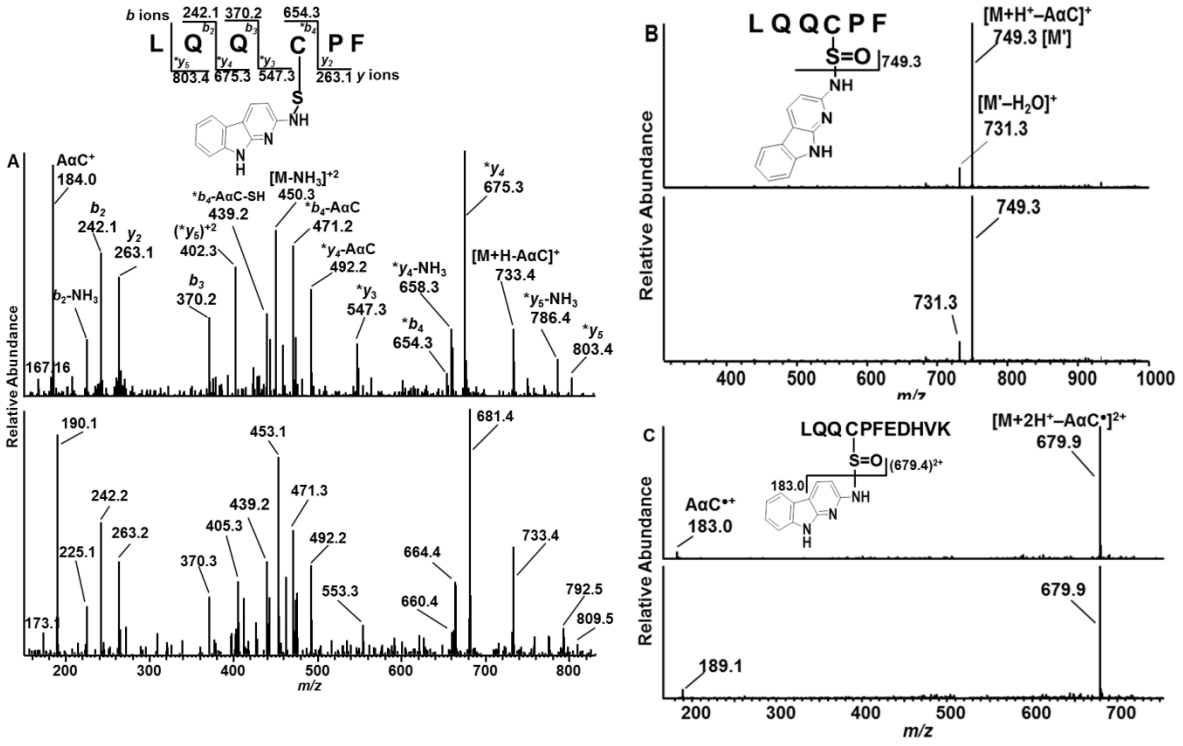 b ions 242.1 370.2 654.3
b2 b3 *b4
L Q Q C P F
*y5 *y4 *y3 y2
803.4 675.3 547.3 263.1 y ions
S
NH
N
N
H
A
AαC+
184.0
b2-NH3
167.16
b2
242.1
y2
263.1
b3
370.2
(*y5)+2
402.3
*b4-AαC-SH
439.2
[M-NH3]+2
450.3
*b4-AαC
471.2
*y4-AαC
492.2
*y3
547.3
*y4-NH3
658.3
*b4
654.3
*y4
675.3
[M+H-AαC]+
733.4
*y5-NH3
786.4
*y5
803.4
Relative Abundance
190.1
173.1
225.1
242.2
263.2
370.3
405.3
439.2
453.1
471.3
492.2
553.3
664.4
660.4
681.4
733.4
792.5
809.5
200 300 400 500 600 700 800
m/z
B
L Q Q C P F
S=O
749.3
NH
N
NH
[M+H+–AαC]+
749.3 [M']
[M'–H2O]+
731.3
Relative Abundance
749.3
731.3
400 500 600 700 800 900 1000
m/z
C
LQQCPFEDHVK
S=O
(679.4)2+
183.0
NH
N
N
H
[M+2H+–AαC•]2+
679.9
AαC•+
183.0
Relative Abundance
679.9
189.1
200 300 400 500 600 700
m/z